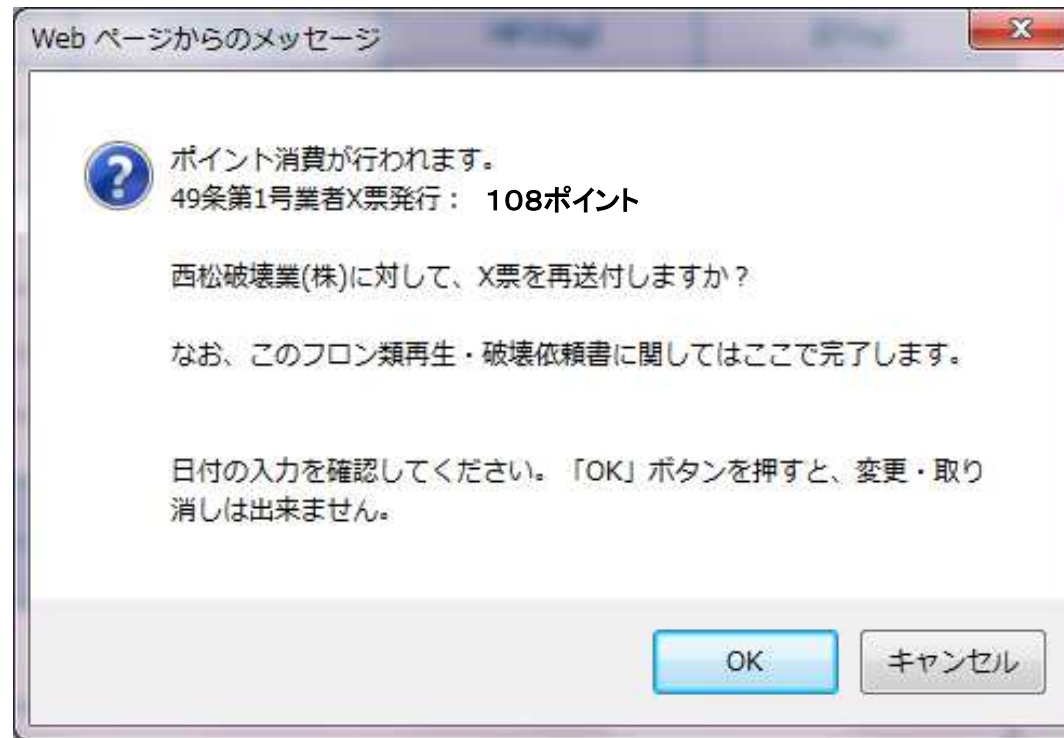 Web ページからのメッセージ
ポイント消費が行われます。
49条第1号業者X票発行： 108ポイント
西松破壊業(株)に対して、X票を再送付しますか？
なお、このフロン類再生・破壊依頼書に関してはここで完了します。
日付の入力を確認してください。「OK」ボタンを押すと、変更・取り
消しは出来ません。
OK
キャンセル